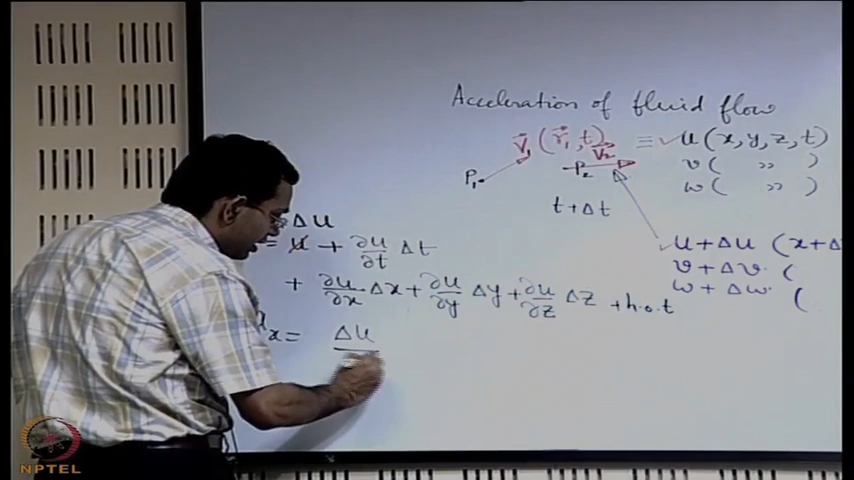 Acceleration of fluid flow
V⃗₁ (r⃗₁, t) ≡ ✓ u (x, y, z, t)
P₁ P₂ V⃗₂ v ( ,, )
w ( ,, )
t + Δt
Δu
= u + ∂u/∂t Δt
u + Δu (x + Δ
v + Δv (
w + Δw (
+ ∂u/∂x Δx + ∂u/∂y Δy + ∂u/∂z Δz + h.o.t
x = Δu
NPTEL